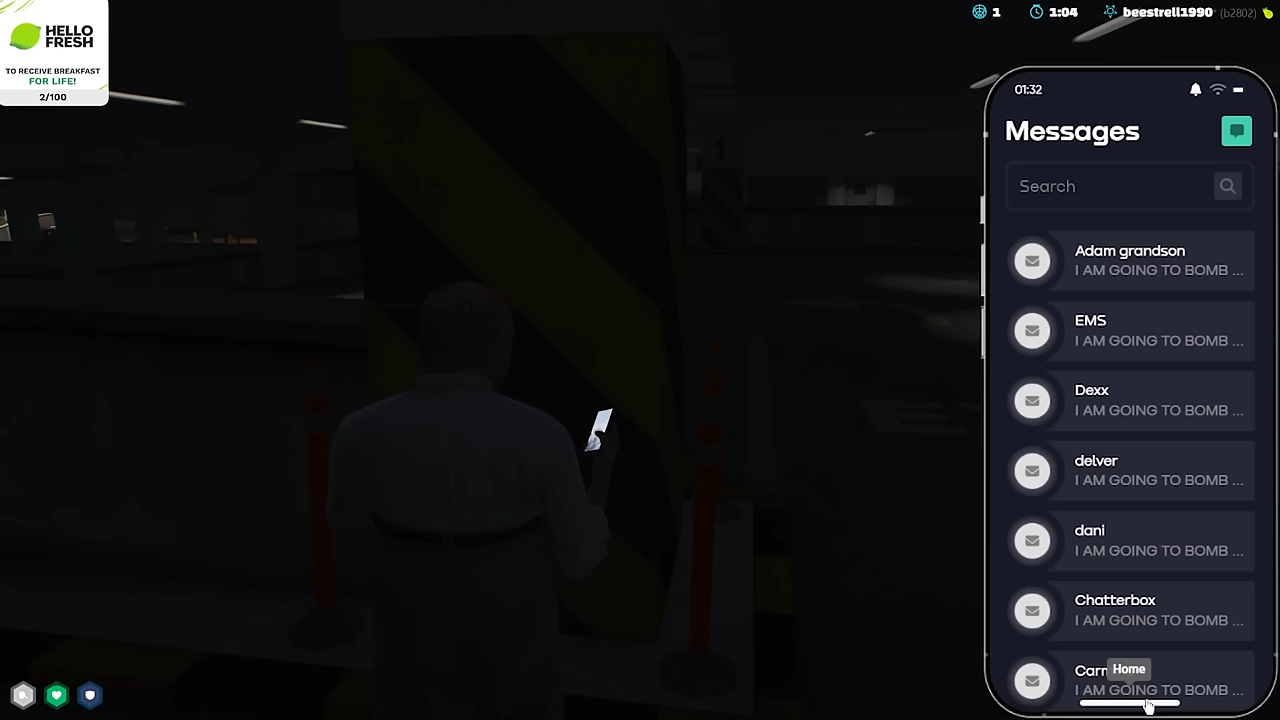 HELLO
FRESH
TO RECEIVE BREAKFAST
FOR LIFE!
2/100
1
1:04
beestrell1990 (b2802)
01:32
Messages
Search
Adam grandson
I AM GOING TO BOMB ...
EMS
I AM GOING TO BOMB ...
Dexx
I AM GOING TO BOMB ...
delver
I AM GOING TO BOMB ...
dani
I AM GOING TO BOMB ...
Chatterbox
I AM GOING TO BOMB ...
Home
I AM GOING TO BOMB ...